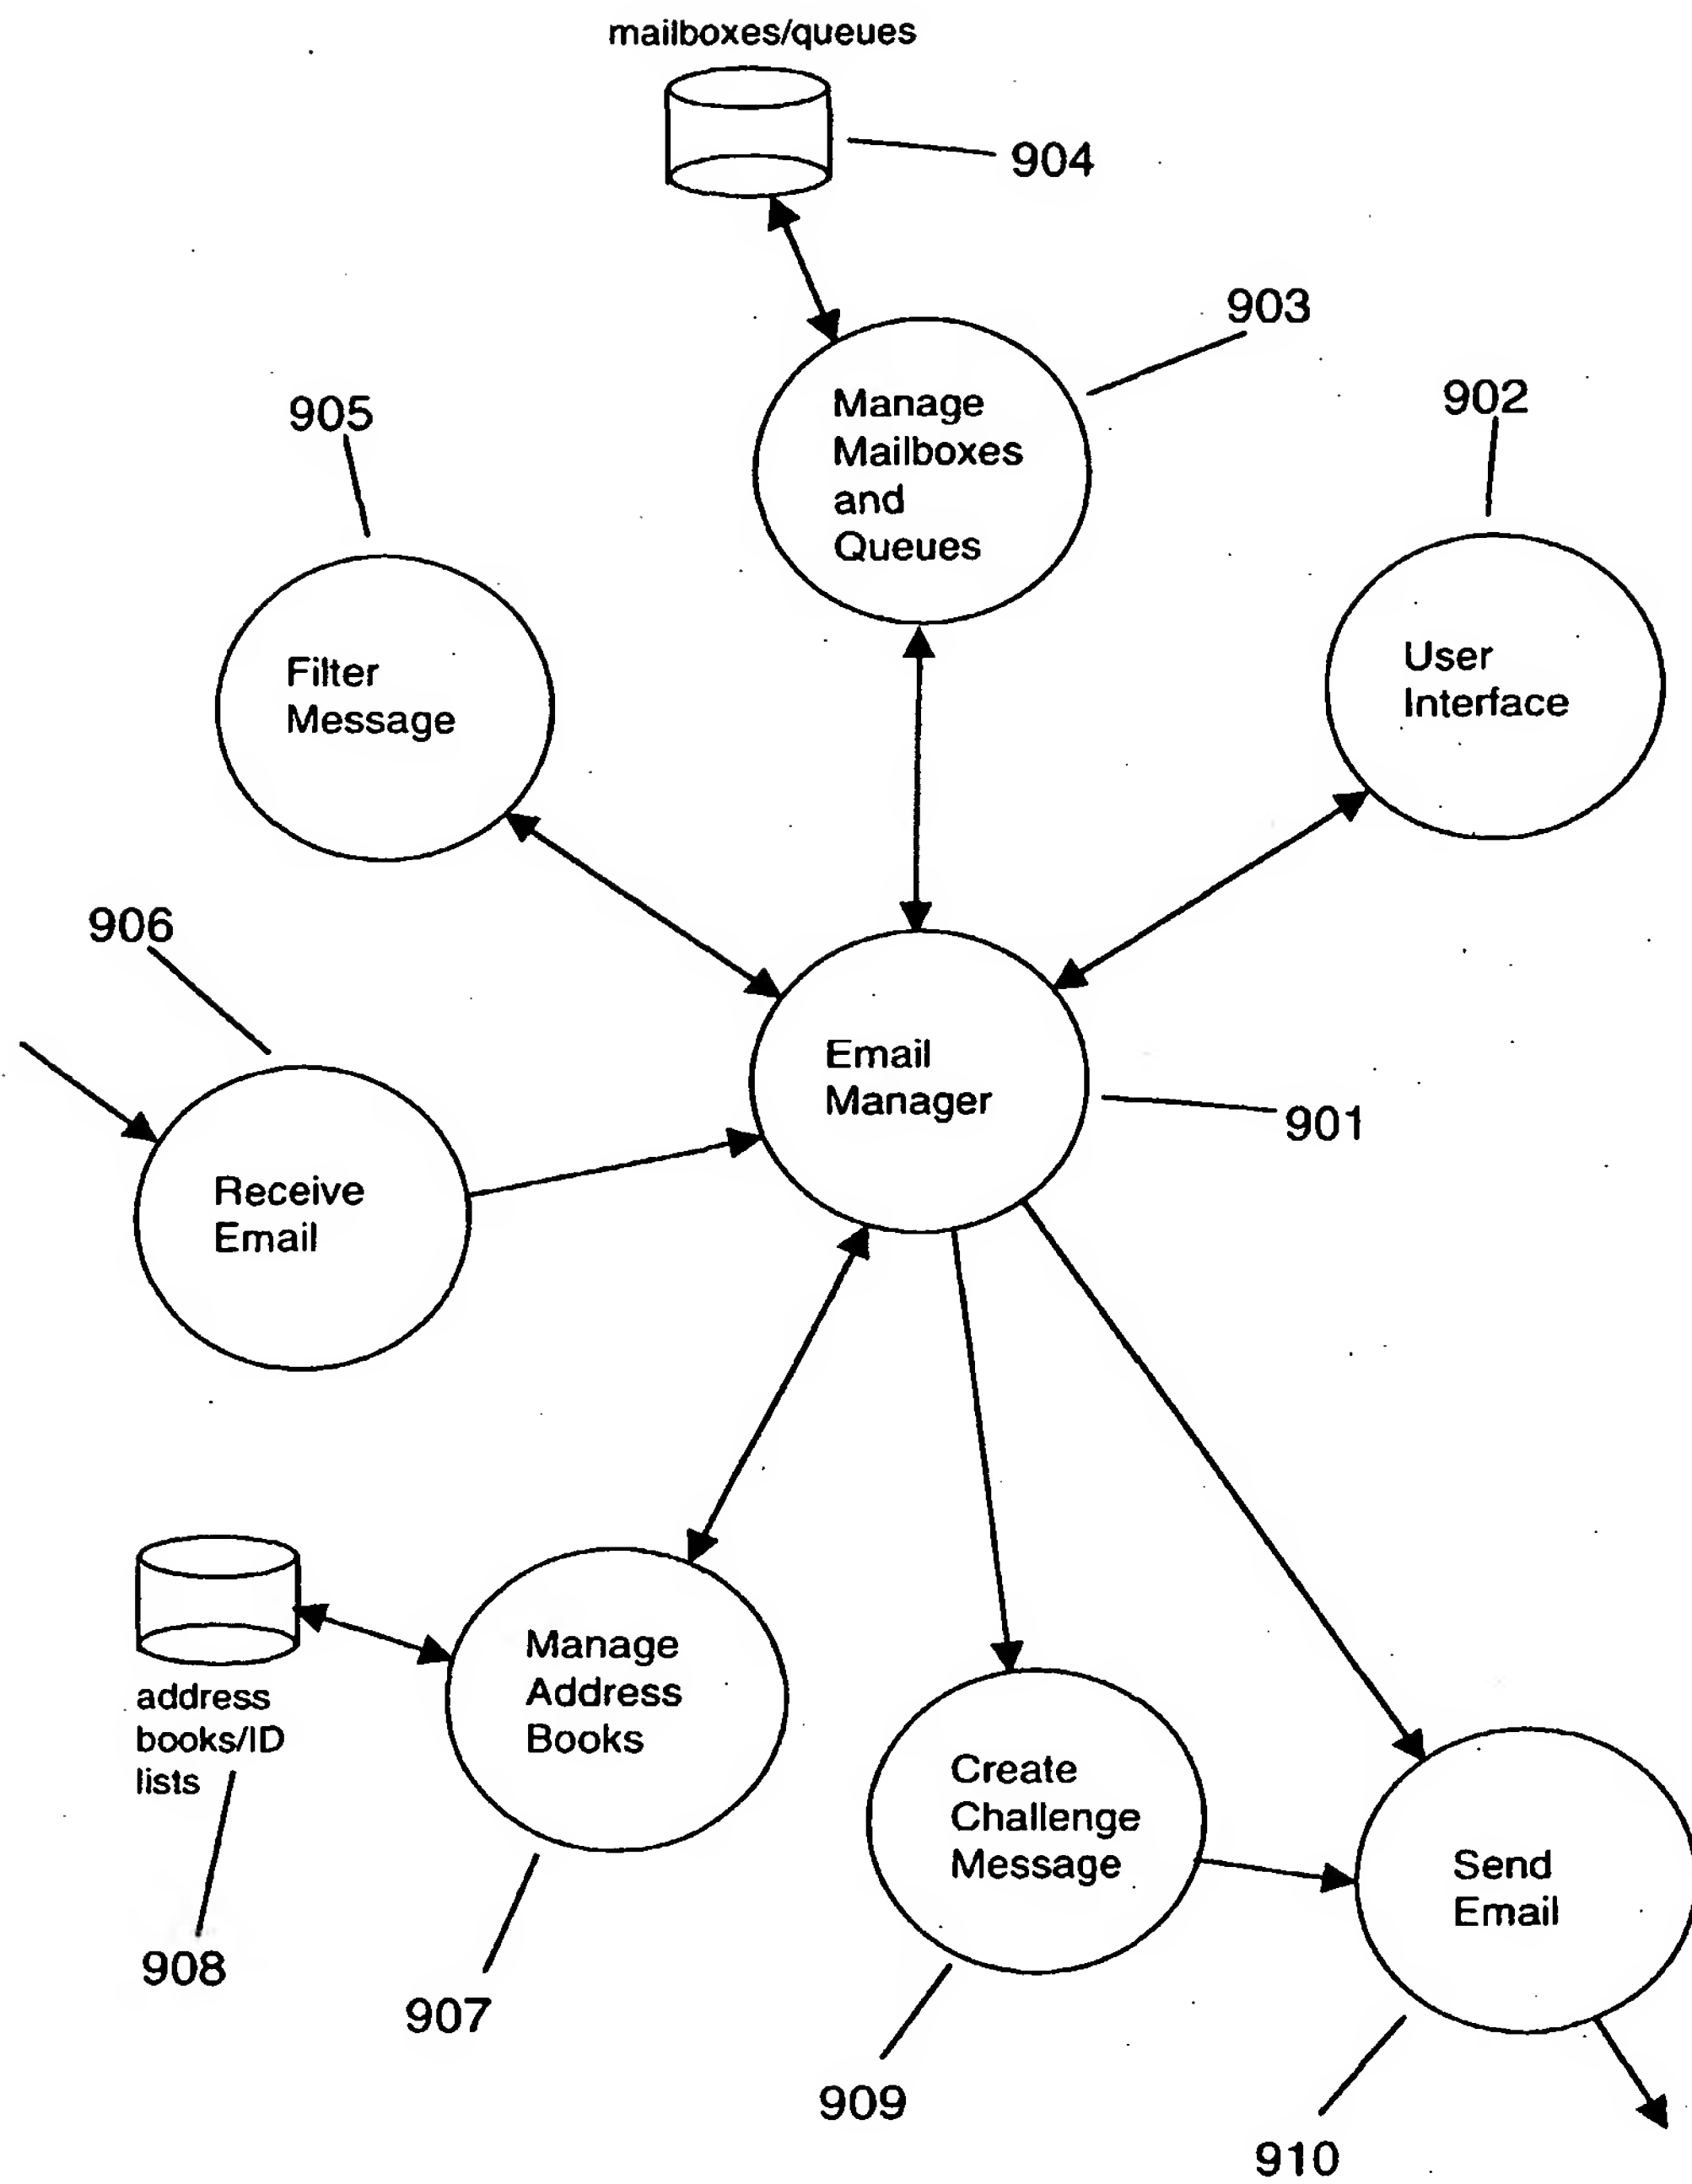 mailboxes/queues
904
903
Manage
Mailboxes
and
Queues
902
905
Filter
Message
User
Interface
906
Email
Manager
901
Receive
Email
address
books/ID
lists
Manage
Address
Books
Create
Challenge
Message
Send
Email
908
907
909
910